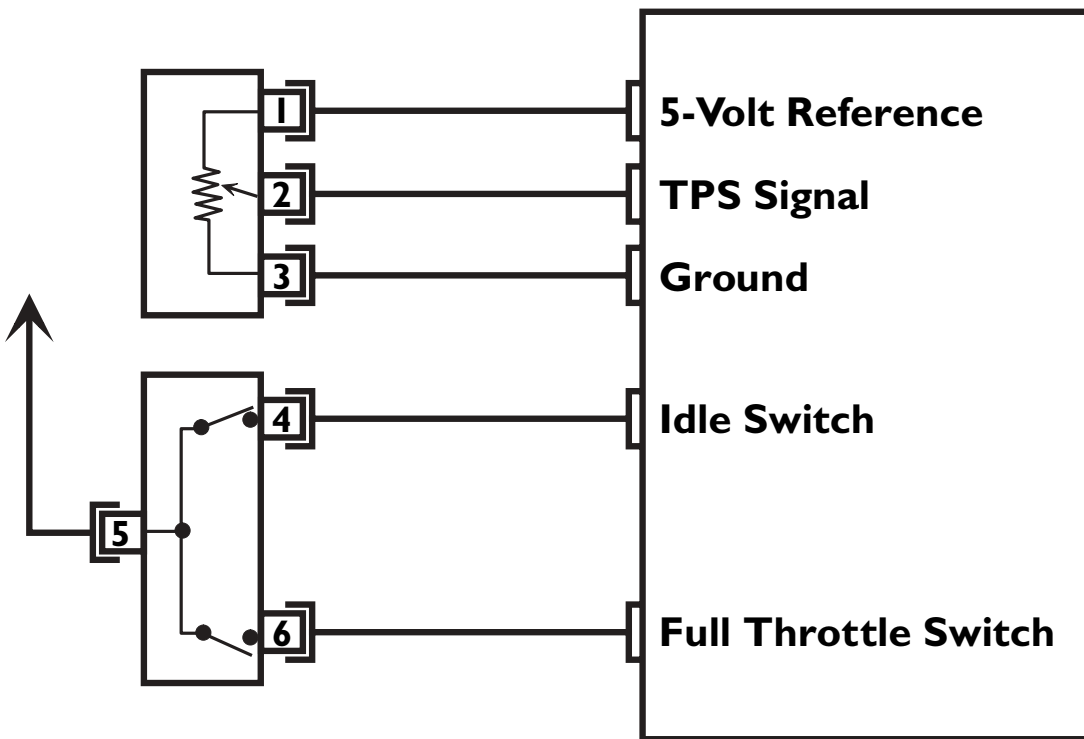 1
5-Volt Reference
2
TPS Signal
3
Ground
4
Idle Switch
5
6
Full Throttle Switch